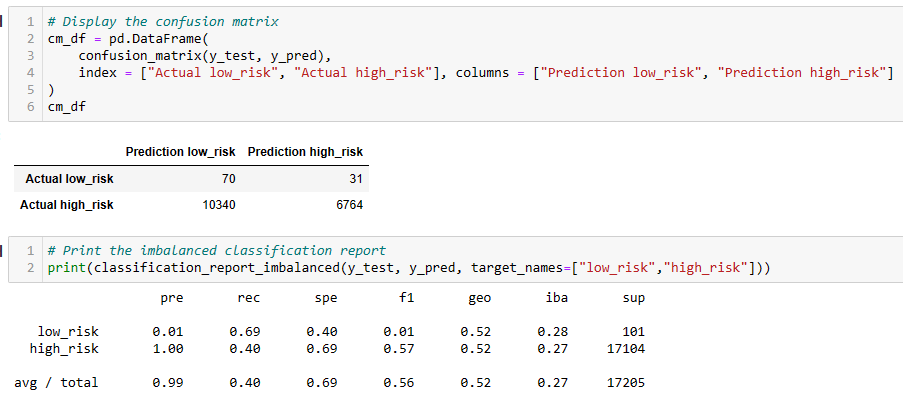 1 # Display the confusion matrix
2 cm_df = pd.DataFrame(
3 confusion_matrix(y_test, y_pred),
4 index = ["Actual low_risk", "Actual high_risk"], columns = ["Prediction low_risk", "Prediction high_risk"]
5 )
6 cm_df
Prediction low_risk Prediction high_risk
Actual low_risk 70 31
Actual high_risk 10340 6764
1 # Print the imbalanced classification report
2 print(classification_report_imbalanced(y_test, y_pred, target_names=["low_risk","high_risk"]))
pre rec spe f1 geo iba sup
low_risk 0.01 0.69 0.40 0.01 0.52 0.28 101
high_risk 1.00 0.40 0.69 0.57 0.52 0.27 17104
avg / total 0.99 0.40 0.69 0.56 0.52 0.27 17205